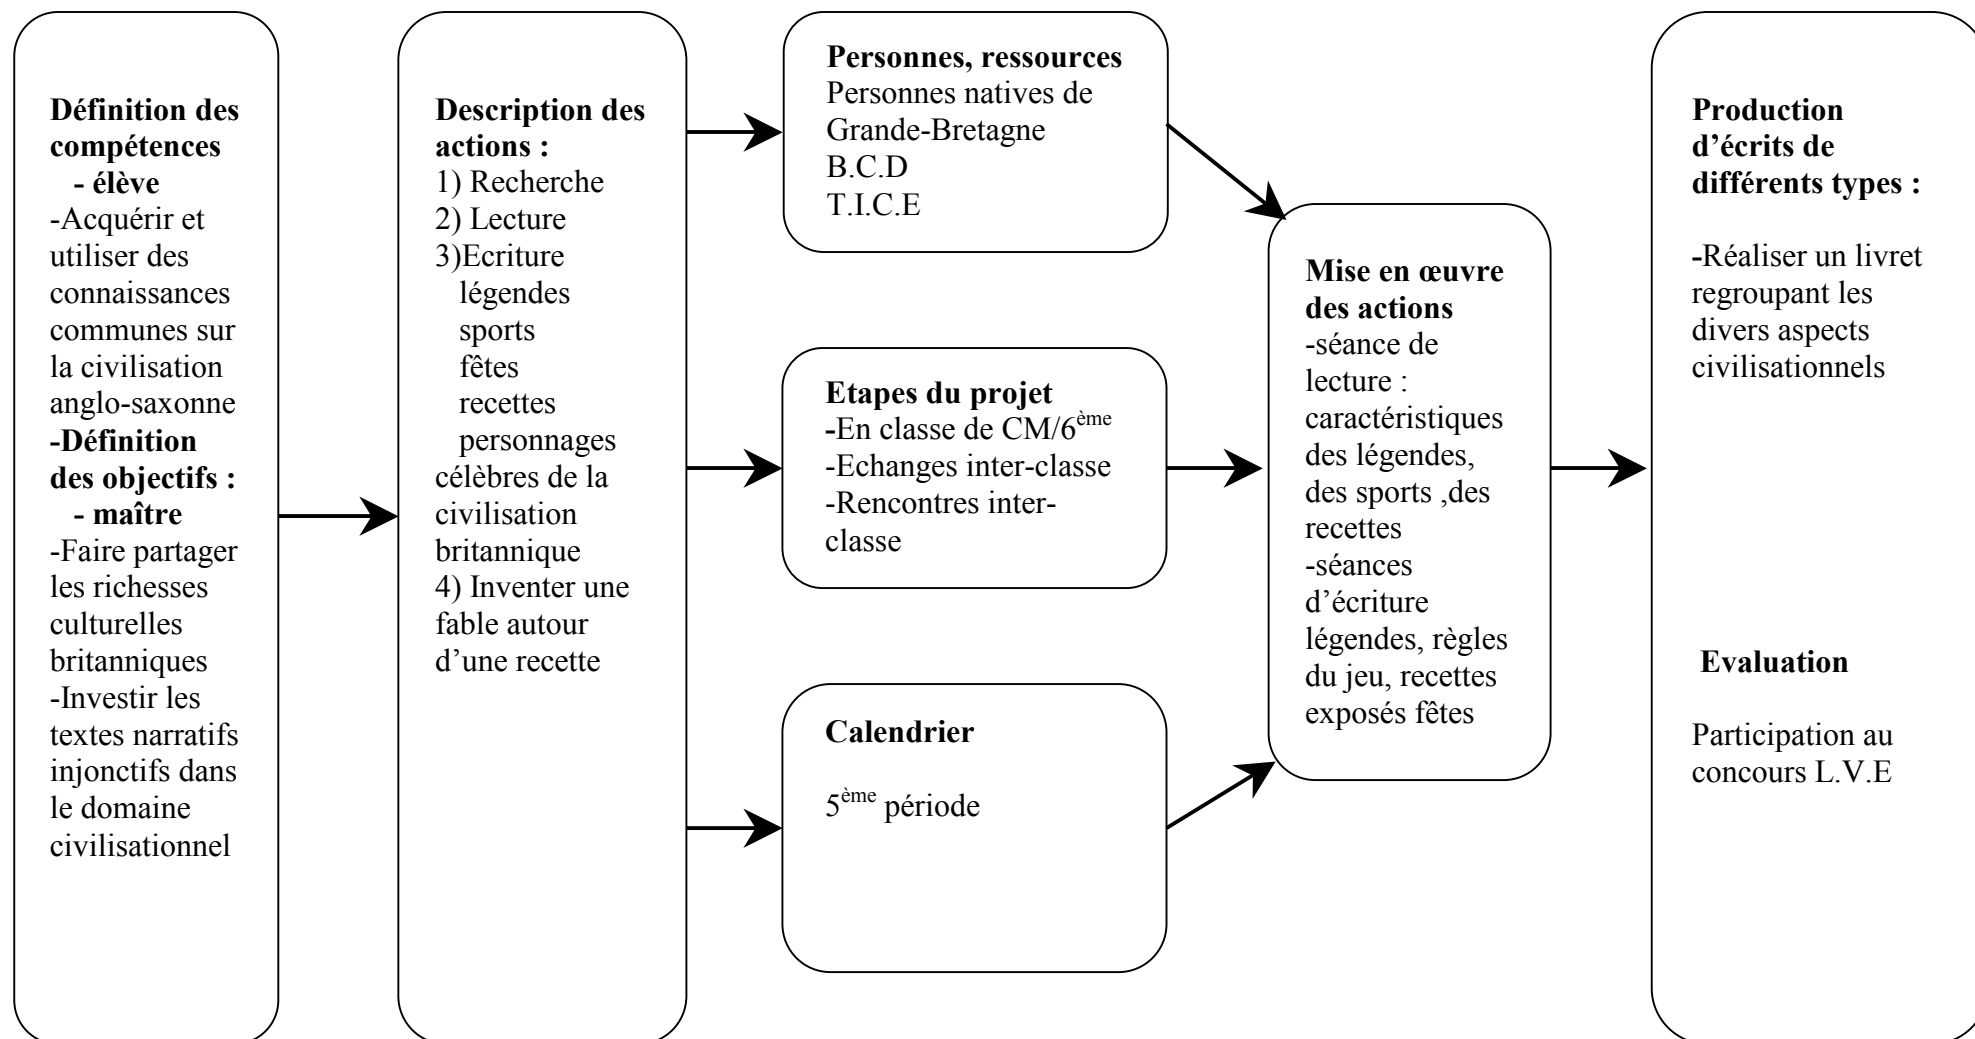 Définition des
compétences
- élève
-Acquérir et
utiliser des
connaissances
communes sur
la civilisation
anglo-saxonne
-Définition
des objectifs :
- maître
-Faire partager
les richesses
culturelles
britanniques
-Investir les
textes narratifs
injonctifs dans
le domaine
civilisationnel
Description des
actions :
1) Recherche
2) Lecture
3)Ecriture
légendes
sports
fêtes
recettes
personnages
célèbres de la
civilisation
britannique
4) Inventer une
fable autour
d’une recette
Personnes, ressources
Personnes natives de
Grande-Bretagne
B.C.D
T.I.C.E
Etapes du projet
-En classe de CM/6ème
-Echanges inter-classe
-Rencontres inter-
classe
Calendrier
5ème période
Mise en œuvre
des actions
-séance de
lecture :
caractéristiques
des légendes,
des sports ,des
recettes
-séances
d’écriture
légendes, règles
du jeu, recettes
exposés fêtes
Production
d’écrits de
différents types :
-Réaliser un livret
regroupant les
divers aspects
civilisationnels
Evaluation
Participation au
concours L.V.E